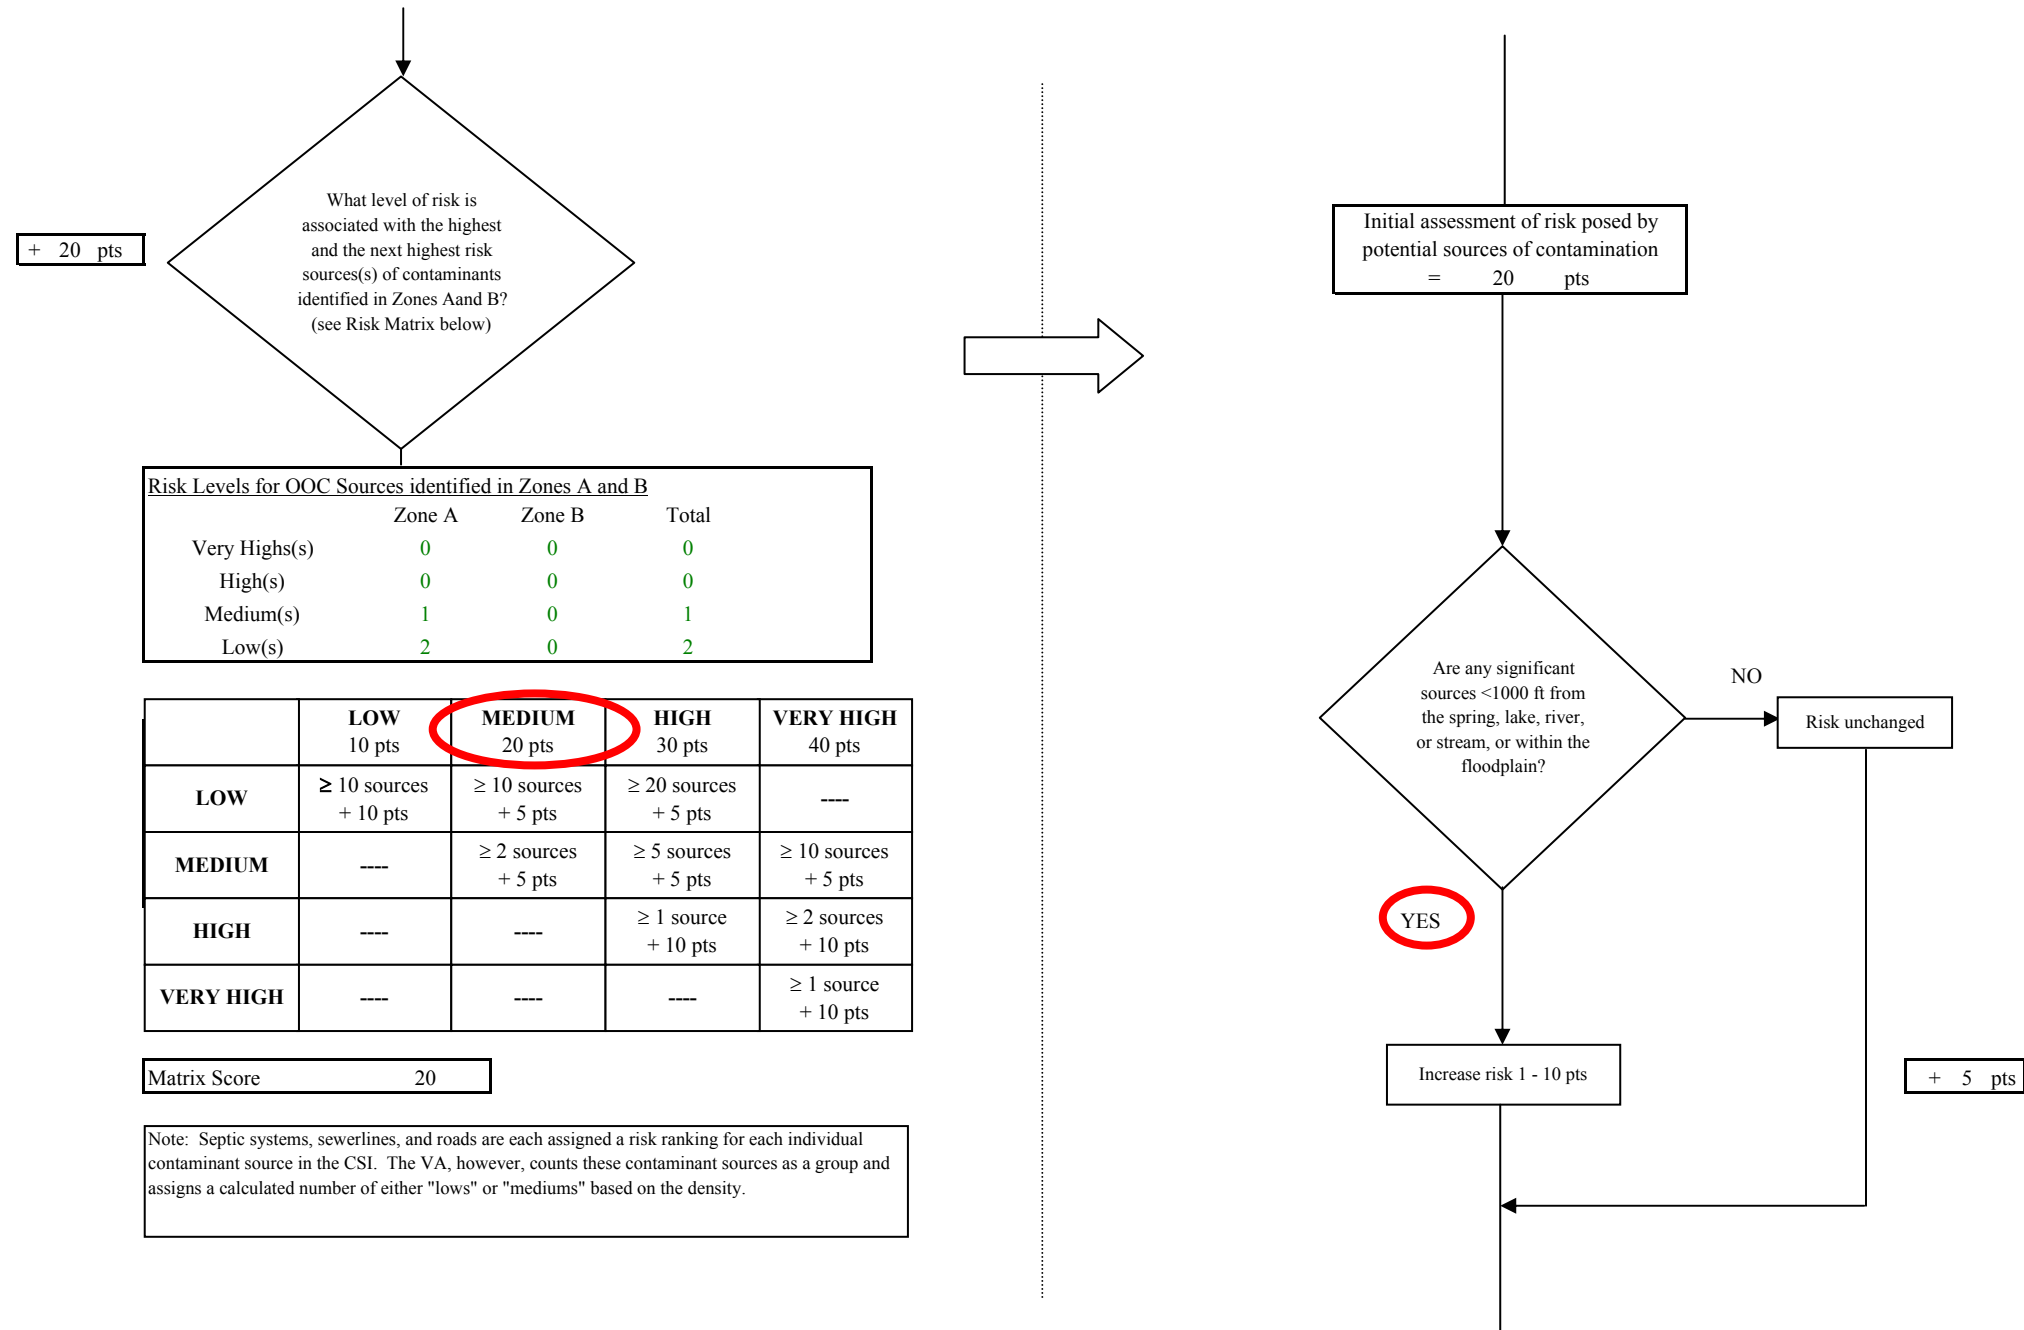 + 20 pts
What level of risk is
associated with the highest
and the next highest risk
sources(s) of contaminants
identified in Zones Aand B?
(see Risk Matrix below)
Risk Levels for OOC Sources identified in Zones A and B
Zone A Zone B Total
Very Highs(s) 0 0 0
High(s) 0 0 0
Medium(s) 1 0 1
Low(s) 2 0 2
LOW MEDIUM HIGH VERY HIGH
10 pts 20 pts 30 pts 40 pts
LOW ≥ 10 sources ≥ 10 sources ≥ 20 sources ----
+ 10 pts + 5 pts + 5 pts
MEDIUM ---- ≥ 2 sources ≥ 5 sources ≥ 10 sources
+ 5 pts + 5 pts + 5 pts
HIGH ---- ---- ≥ 1 source ≥ 2 sources
+ 10 pts + 10 pts
VERY HIGH ---- ---- ---- ≥ 1 source
+ 10 pts
Matrix Score 20
Note: Septic systems, sewerlines, and roads are each assigned a risk ranking for each individual
contaminant source in the CSI. The VA, however, counts these contaminant sources as a group and
assigns a calculated number of either "lows" or "mediums" based on the density.
Initial assessment of risk posed by
potential sources of contamination
= 20 pts
Are any significant
sources <1000 ft from
the spring, lake, river,
or stream, or within the
floodplain?
NO
Risk unchanged
YES
Increase risk 1 - 10 pts
+ 5 pts